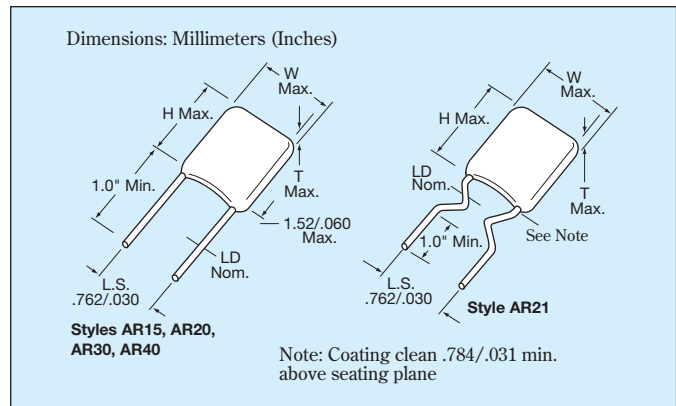 Dimensions: Millimeters (Inches)
W
Max.
H Max.
1.0" Min.
T
Max.
1.52/.060
Max.
LD
Nom.
L.S.
.762/.030
Styles AR15, AR20,
AR30, AR40
W
Max.
H Max.
LD
Nom.
T
Max.
See Note
1.0" Min.
L.S.
.762/.030
Style AR21
Note: Coating clean .784/.031 min.
above seating plane